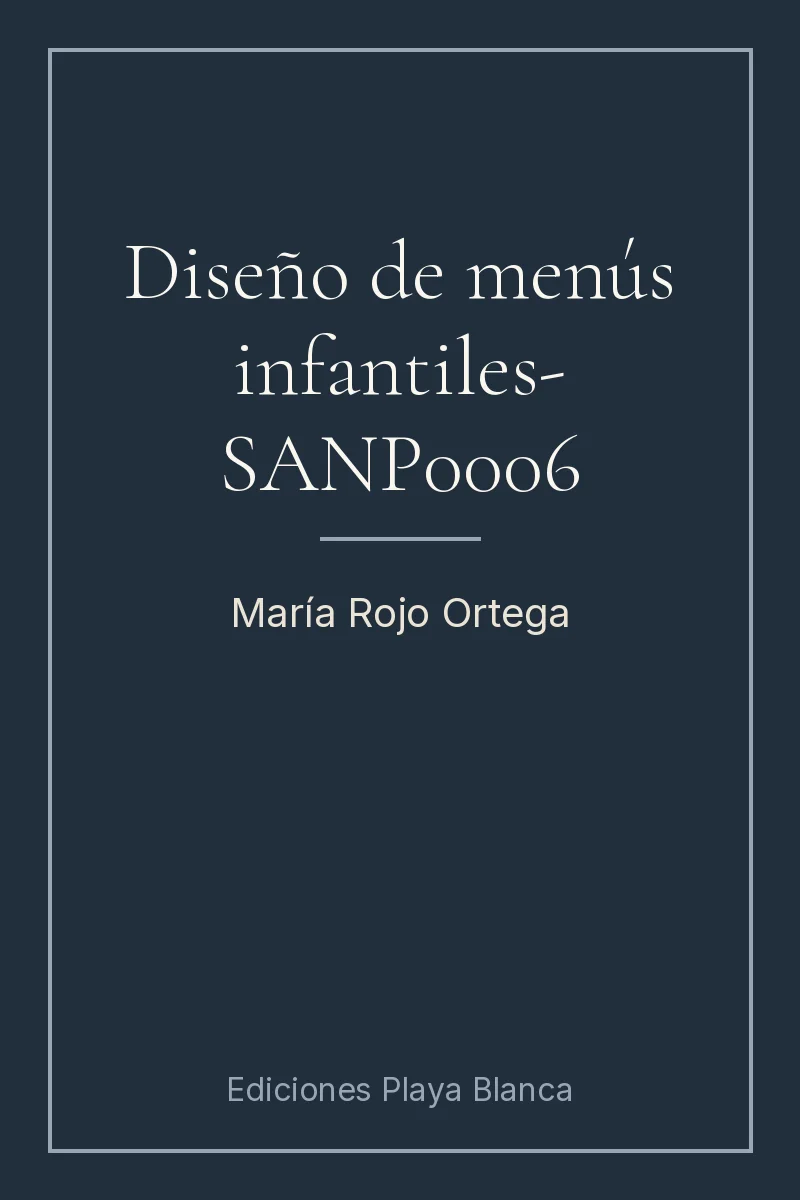 Diseño de menús
infantiles-
SANP0006
María Rojo Ortega
Ediciones Playa Blanca